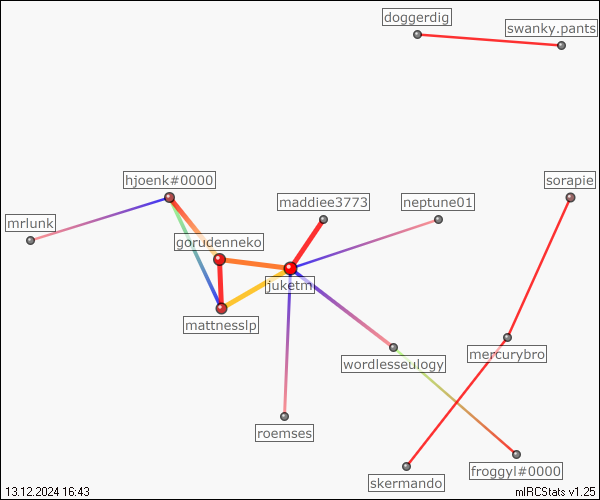 doggerdig
swanky.pants
hjoenk#0000
sorapie
maddiee3773
neptune01
mrlunk
gorudenneko
juketm
mattnesslp
mercurybro
wordlesseulogy
roemses
froggyl#0000
skermando
13.12.2024 16:43
mIRCStats v1.25